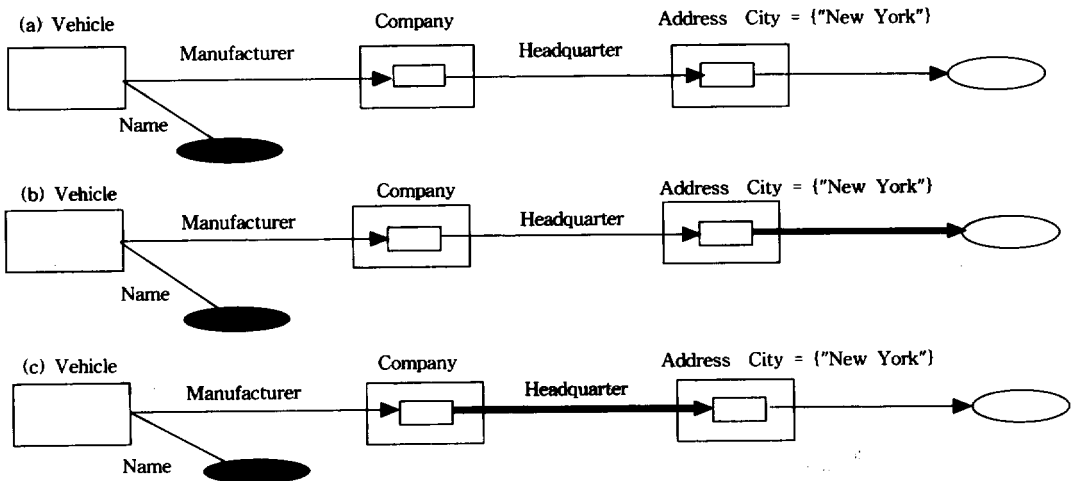 (a) Vehicle
Company
Address City = {"New York"}
Manufacturer
Headquarter
Name
(b) Vehicle
Company
Address City = {"New York"}
Manufacturer
Headquarter
Name
(c) Vehicle
Company
Address City = {"New York"}
Manufacturer
Headquarter
Name